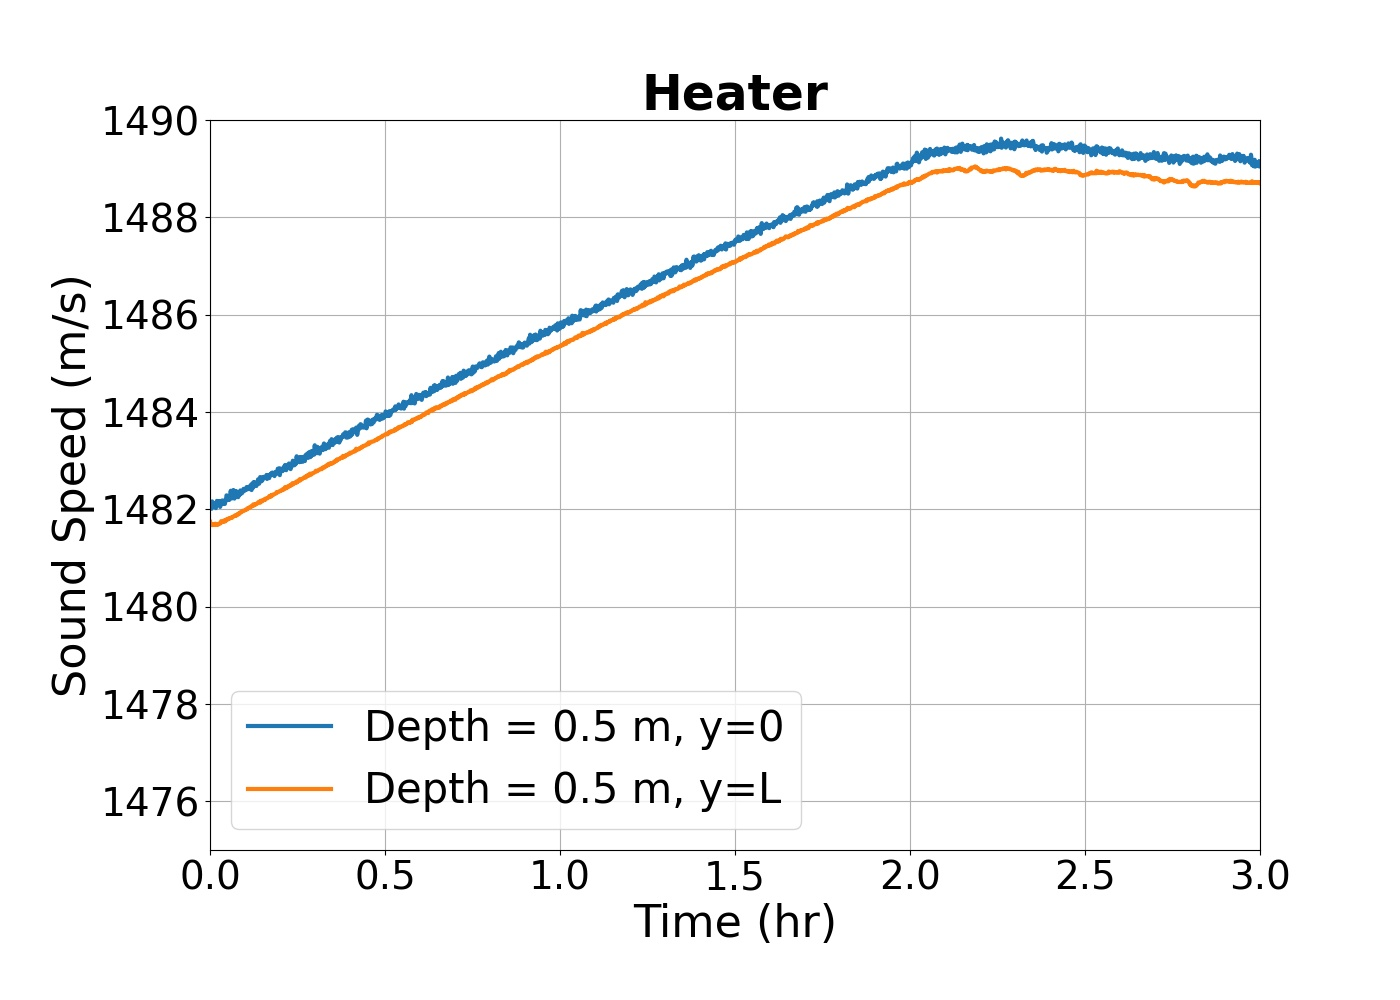 Heater
Sound Speed (m/s)
1490
1488
1486
1484
1482
1480
1478
1476
Depth = 0.5 m, y=0
Depth = 0.5 m, y=L
0.0 0.5 1.0 1.5 2.0 2.5 3.0
Time (hr)